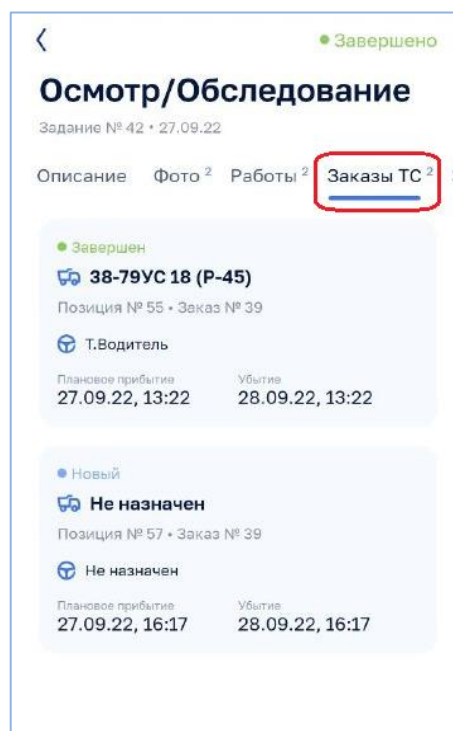 Завершено
Осмотр/Обследование
Задание № 42 • 27.09.22
Описание Фото 2 Работы 2 Заказы ТС 2
Завершен
38-79УС 18 (Р-45)
Позиция № 55 • Заказ № 39
Т.Водитель
Плановое прибытие Убытие
27.09.22, 13:22 28.09.22, 13:22
Новый
Не назначен
Позиция № 57 • Заказ № 39
Не назначен
Плановое прибытие Убытие
27.09.22, 16:17 28.09.22, 16:17